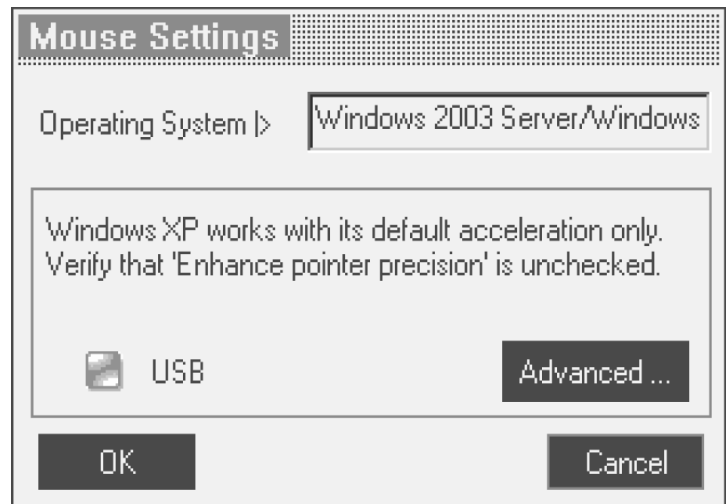 Mouse Settings
Operating System |>
Windows 2003 Server/Windows
Windows XP works with its default acceleration only.
Verify that 'Enhance pointer precision' is unchecked.
USB
Advanced ...
OK
Cancel